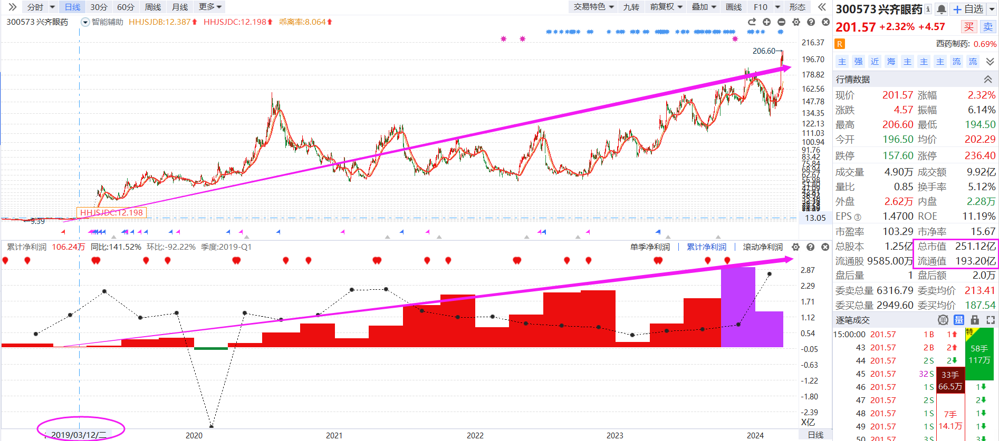 分时 日线 30分 60分 周线 月线 更多 交易特色 九转 前复权 叠加 画线 F10 形态
300573 兴齐眼药 智能辅助 HHJSJDB:12.387 HHJSJDC:12.198 乖离率:8.064
206.60
216.37
196.70
178.82
162.56
147.78
134.35
122.13
111.03
100.94
91.76
83.42
75.84
13.05
HHJSJDC:12.198
9.39
累计净利润 106.24万 同比:141.52% 环比:-92.22% 季度:2019-Q1 单季净利润 累计净利润 滚动净利润
2.87
2.29
1.71
1.12
0.54
-0.05
-0.63
-1.22
-1.80
-2.39
X亿
2019/03/12/二 2020 2021 2022 2023 2024 日线
300573 兴齐眼药 自选
201.57 +2.32% +4.57 买 卖
R 西药制药: 0.69%
主 强 近 海 主 主 主 流 流
行情数据
现价 201.57 涨幅 2.32%
涨跌 4.57 振幅 6.14%
最高 206.60 最低 194.50
今开 196.50 均价 202.29
跌停 157.60 涨停 236.40
成交量 4.90万 成交额 9.92亿
量比 0.85 换手率 5.12%
外盘 2.62万 内盘 2.28万
EPS③ 1.4700 ROE 11.19%
市盈率 103.29 市净率 15.67
总股本 1.25亿 总市值 251.12亿
流通股 9585.00万 流通值 193.20亿
盘后量 1 盘后额 2.0万
委卖总量 6316.79 委卖均价 213.41
委买总量 2949.60 委买均价 187.54
逐笔成交 单 量
15:00:00 201.57 1B 1
43 201.57 2B 2
44 201.57 2S 2
45 201.57 32S
46 201.57 1S 1
47 201.57 2S 2
48 201.57 1S 1
49 201.57 1S 1
50 201.57 3S 3
特
58手
117万
33手
66.5万
7手
14.1万